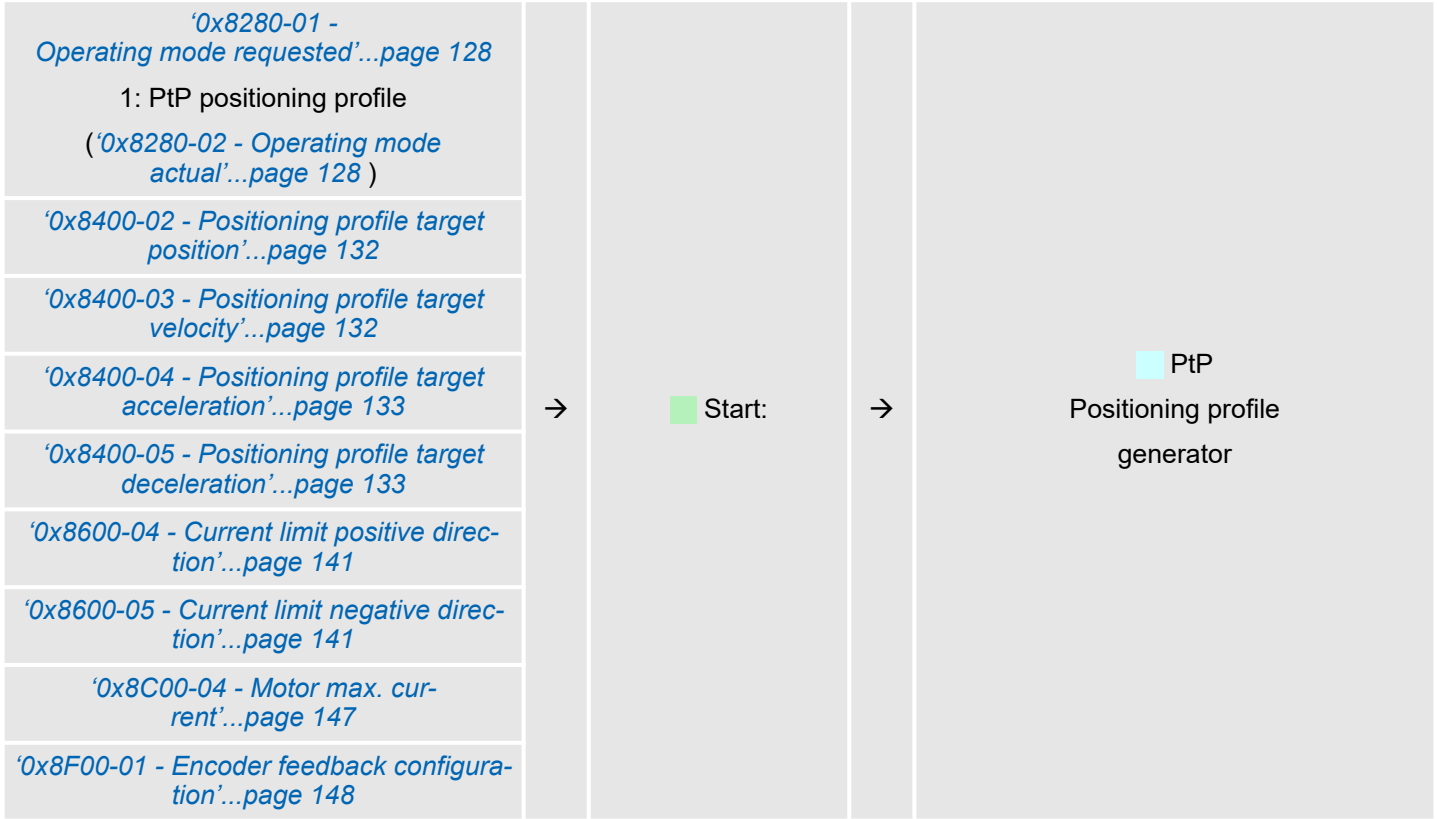 ‘0x8280-01 -
Operating mode requested’...page 128
1: PtP positioning profile
(‘0x8280-02 - Operating mode
actual’...page 128 )
‘0x8400-02 - Positioning profile target
position’...page 132
‘0x8400-03 - Positioning profile target
velocity’...page 132
‘0x8400-04 - Positioning profile target
acceleration’...page 133
‘0x8400-05 - Positioning profile target
deceleration’...page 133
‘0x8600-04 - Current limit positive direc-
tion’...page 141
‘0x8600-05 - Current limit negative direc-
tion’...page 141
‘0x8C00-04 - Motor max. cur-
rent’...page 147
‘0x8F00-01 - Encoder feedback configura-
tion’...page 148
→
Start:
→
PtP
Positioning profile
generator